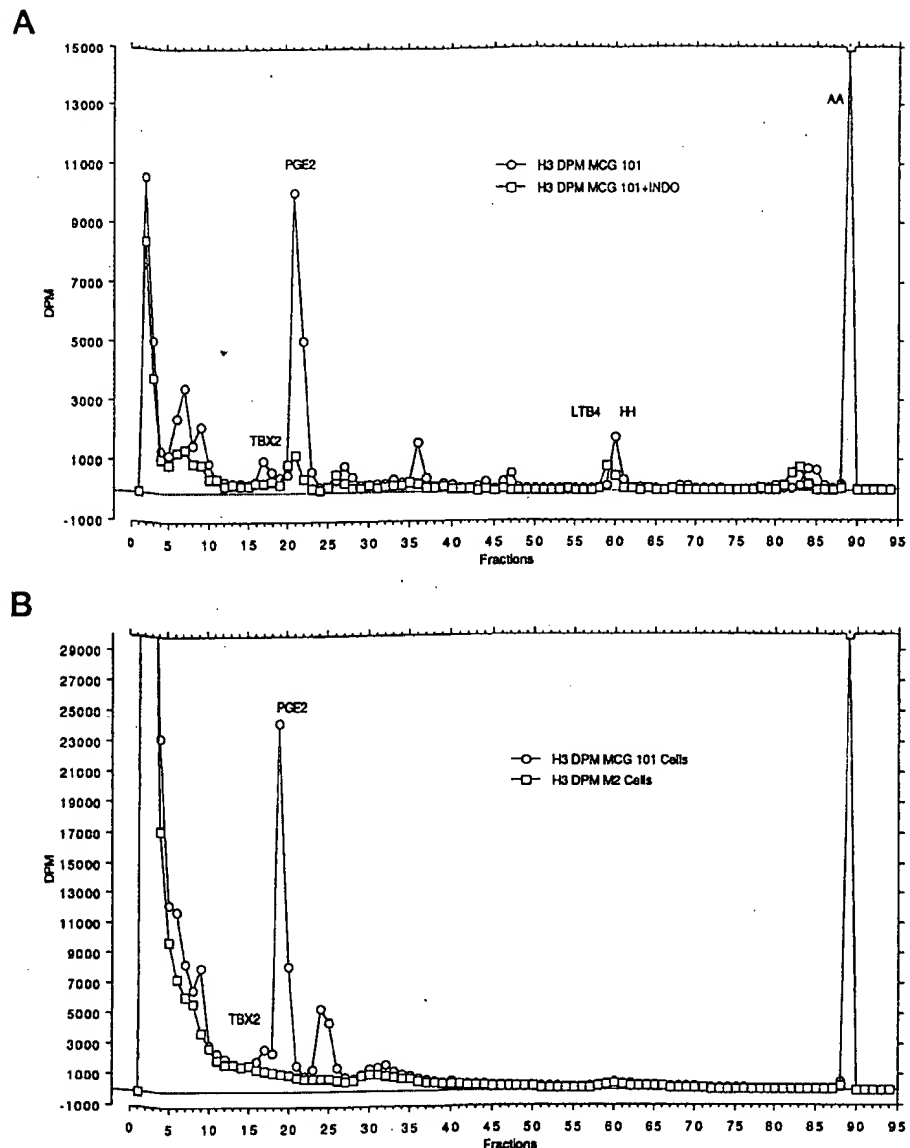 A
15000
13000
11000
9000
7000
5000
3000
1000
-1000
DPM
PGE2
AA
H3 DPM MCG 101
H3 DPM MCG 101+INDO
TBX2
LTB4 HH
0 5 10 15 20 25 30 35 40 45 50 55 60 65 70 75 80 85 90 95
Fractions
B
29000
27000
25000
23000
21000
19000
17000
15000
13000
11000
9000
7000
5000
3000
1000
-1000
DPM
PGE2
H3 DPM MCG 101 Cells
H3 DPM M2 Cells
TBX2
0 5 10 15 20 25 30 35 40 45 50 55 60 65 70 75 80 85 90 95
Fractions